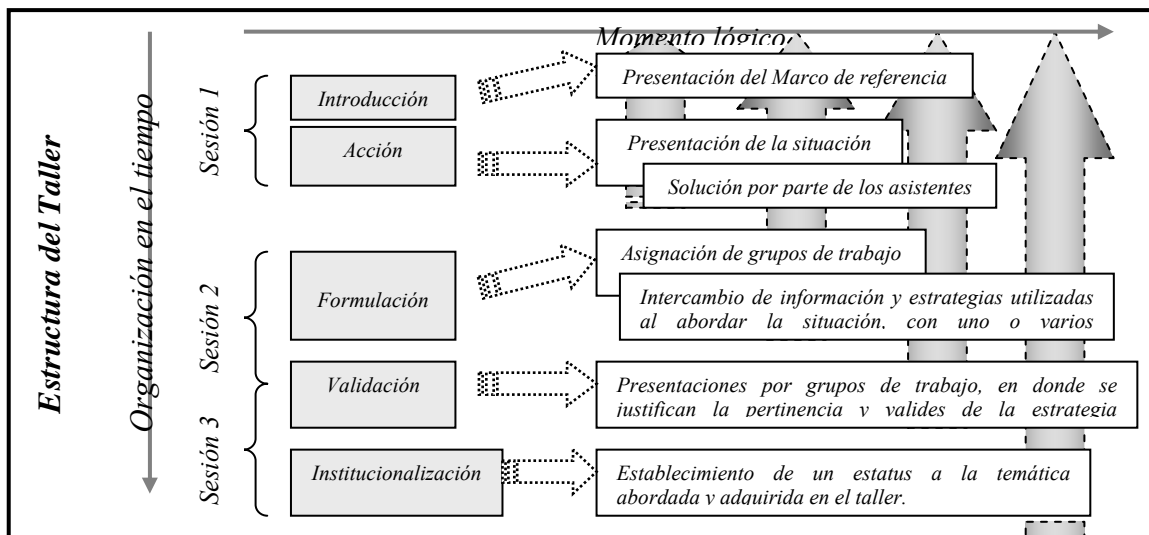 Momento lógico
Estructura del Taller
Organización en el tiempo
Sesión 1
Introducción
Presentación del Marco de referencia
Acción
Presentación de la situación
Solución por parte de los asistentes
Sesión 2
Formulación
Asignación de grupos de trabajo
Intercambio de información y estrategias utilizadas
al abordar la situación, con uno o varios
Validación
Presentaciones por grupos de trabajo, en donde se
justifican la pertinencia y valides de la estrategia
Sesión 3
Institucionalización
Establecimiento de un estatus a la temática
abordada y adquirida en el taller.